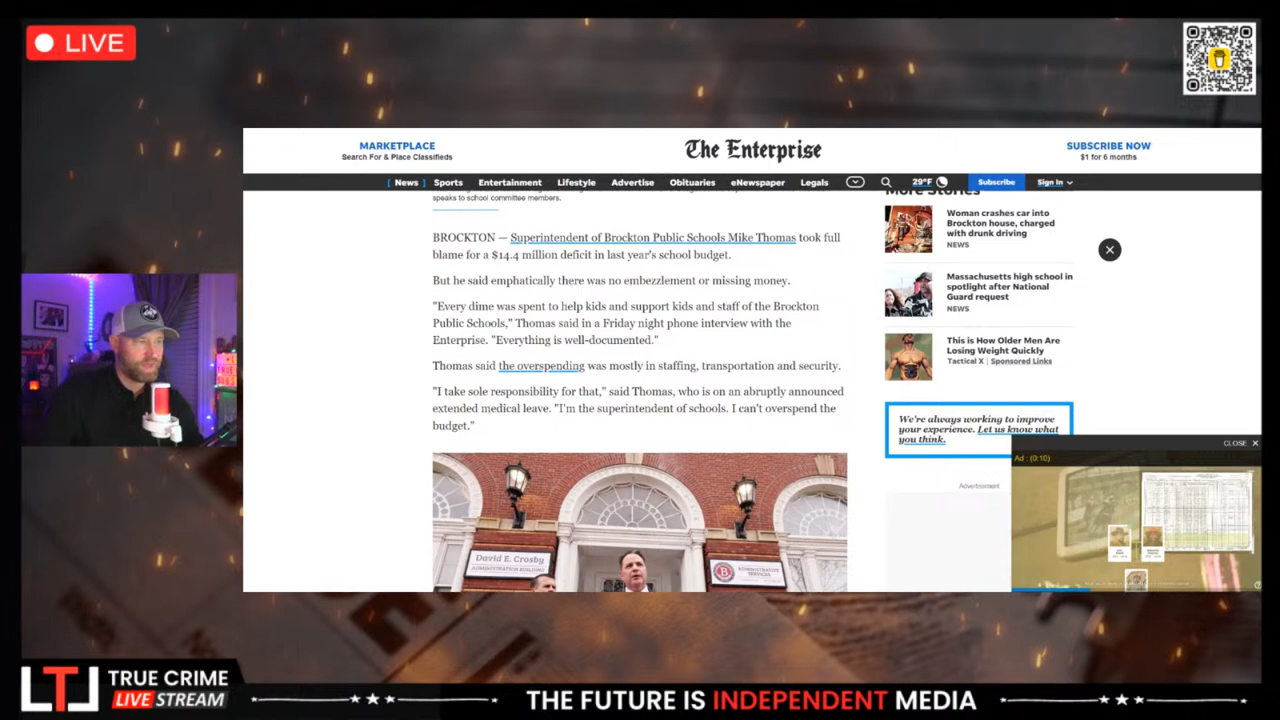 LIVE
MARKETPLACE
Search For & Place Classifieds
The Enterprise
SUBSCRIBE NOW
$1 for 6 months
[ News ] Sports Entertainment Lifestyle Advertise Obituaries eNewspaper Legals 29°F Subscribe Sign In
speaks to school committee members.
BROCKTON — Superintendent of Brockton Public Schools Mike Thomas took full
blame for a $14.4 million deficit in last year's school budget.
But he said emphatically there was no embezzlement or missing money.
"Every dime was spent to help kids and support kids and staff of the Brockton
Public Schools," Thomas said in a Friday night phone interview with the
Enterprise. "Everything is well-documented."
Thomas said the overspending was mostly in staffing, transportation and security.
"I take sole responsibility for that," said Thomas, who is on an abruptly announced
extended medical leave. "I'm the superintendent of schools. I can't overspend the
budget."
David E. Crosby
ADMINISTRATION BUILDING
B ADMINISTRATIVE
SERVICES
More Stories
Woman crashes car into
Brockton house, charged
with drunk driving
NEWS
Massachusetts high school in
spotlight after National
Guard request
NEWS
This is How Older Men Are
Losing Weight Quickly
Tactical X | Sponsored Links
We're always working to improve
your experience. Let us know what
you think.
Advertisement
CLOSE X
Ad : (0:10)
LTL TRUE CRIME
LIVE STREAM
THE FUTURE IS INDEPENDENT MEDIA